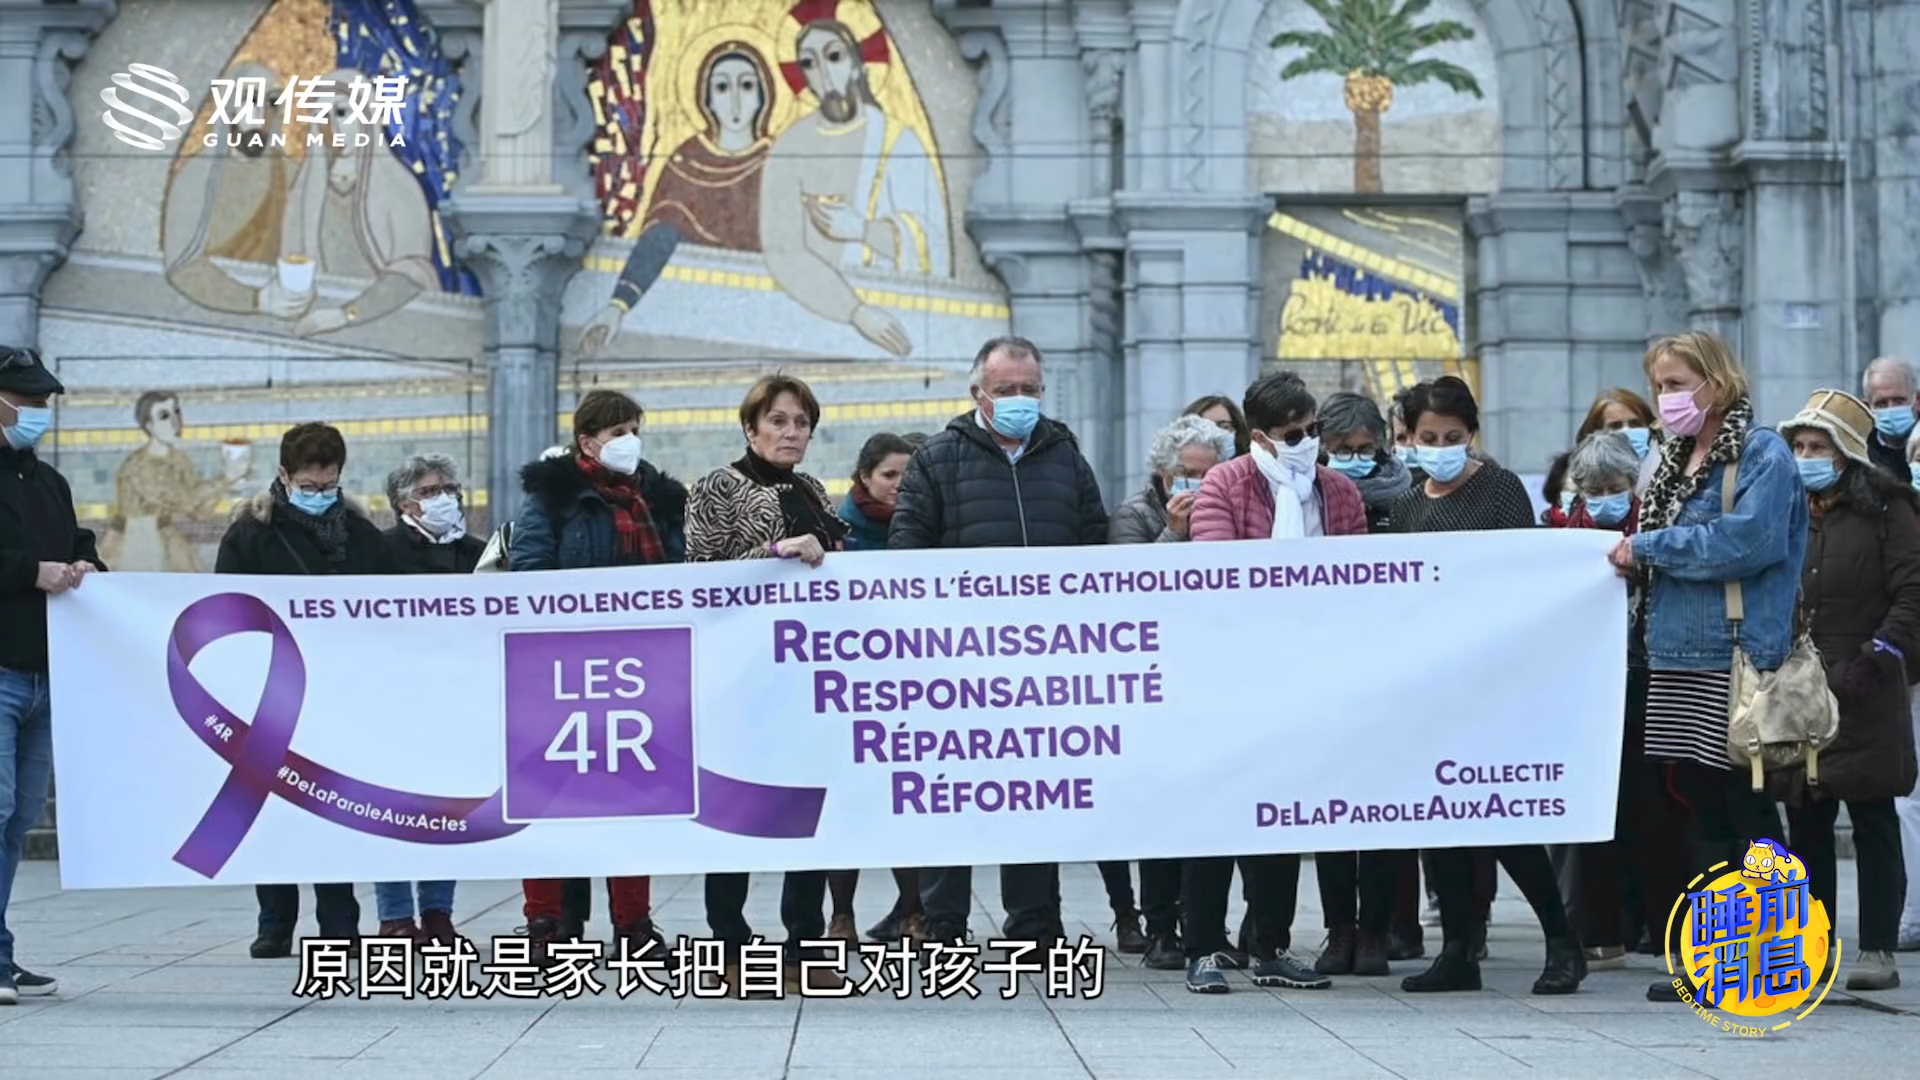 观传媒
GUAN MEDIA
LES VICTIMES DE VIOLENCES SEXUELLES DANS L'ÉGLISE CATHOLIQUE DEMANDENT :
LES
4R
RECONNAISSANCE
RESPONSABILITÉ
RÉPARATION
RÉFORME
#4R
#DeLaParoleAuxActes
COLLECTIF
DELAPAROLEAUXACTES
原因就是家长把自己对孩子的
睡前
消息
BEDTIME STORY